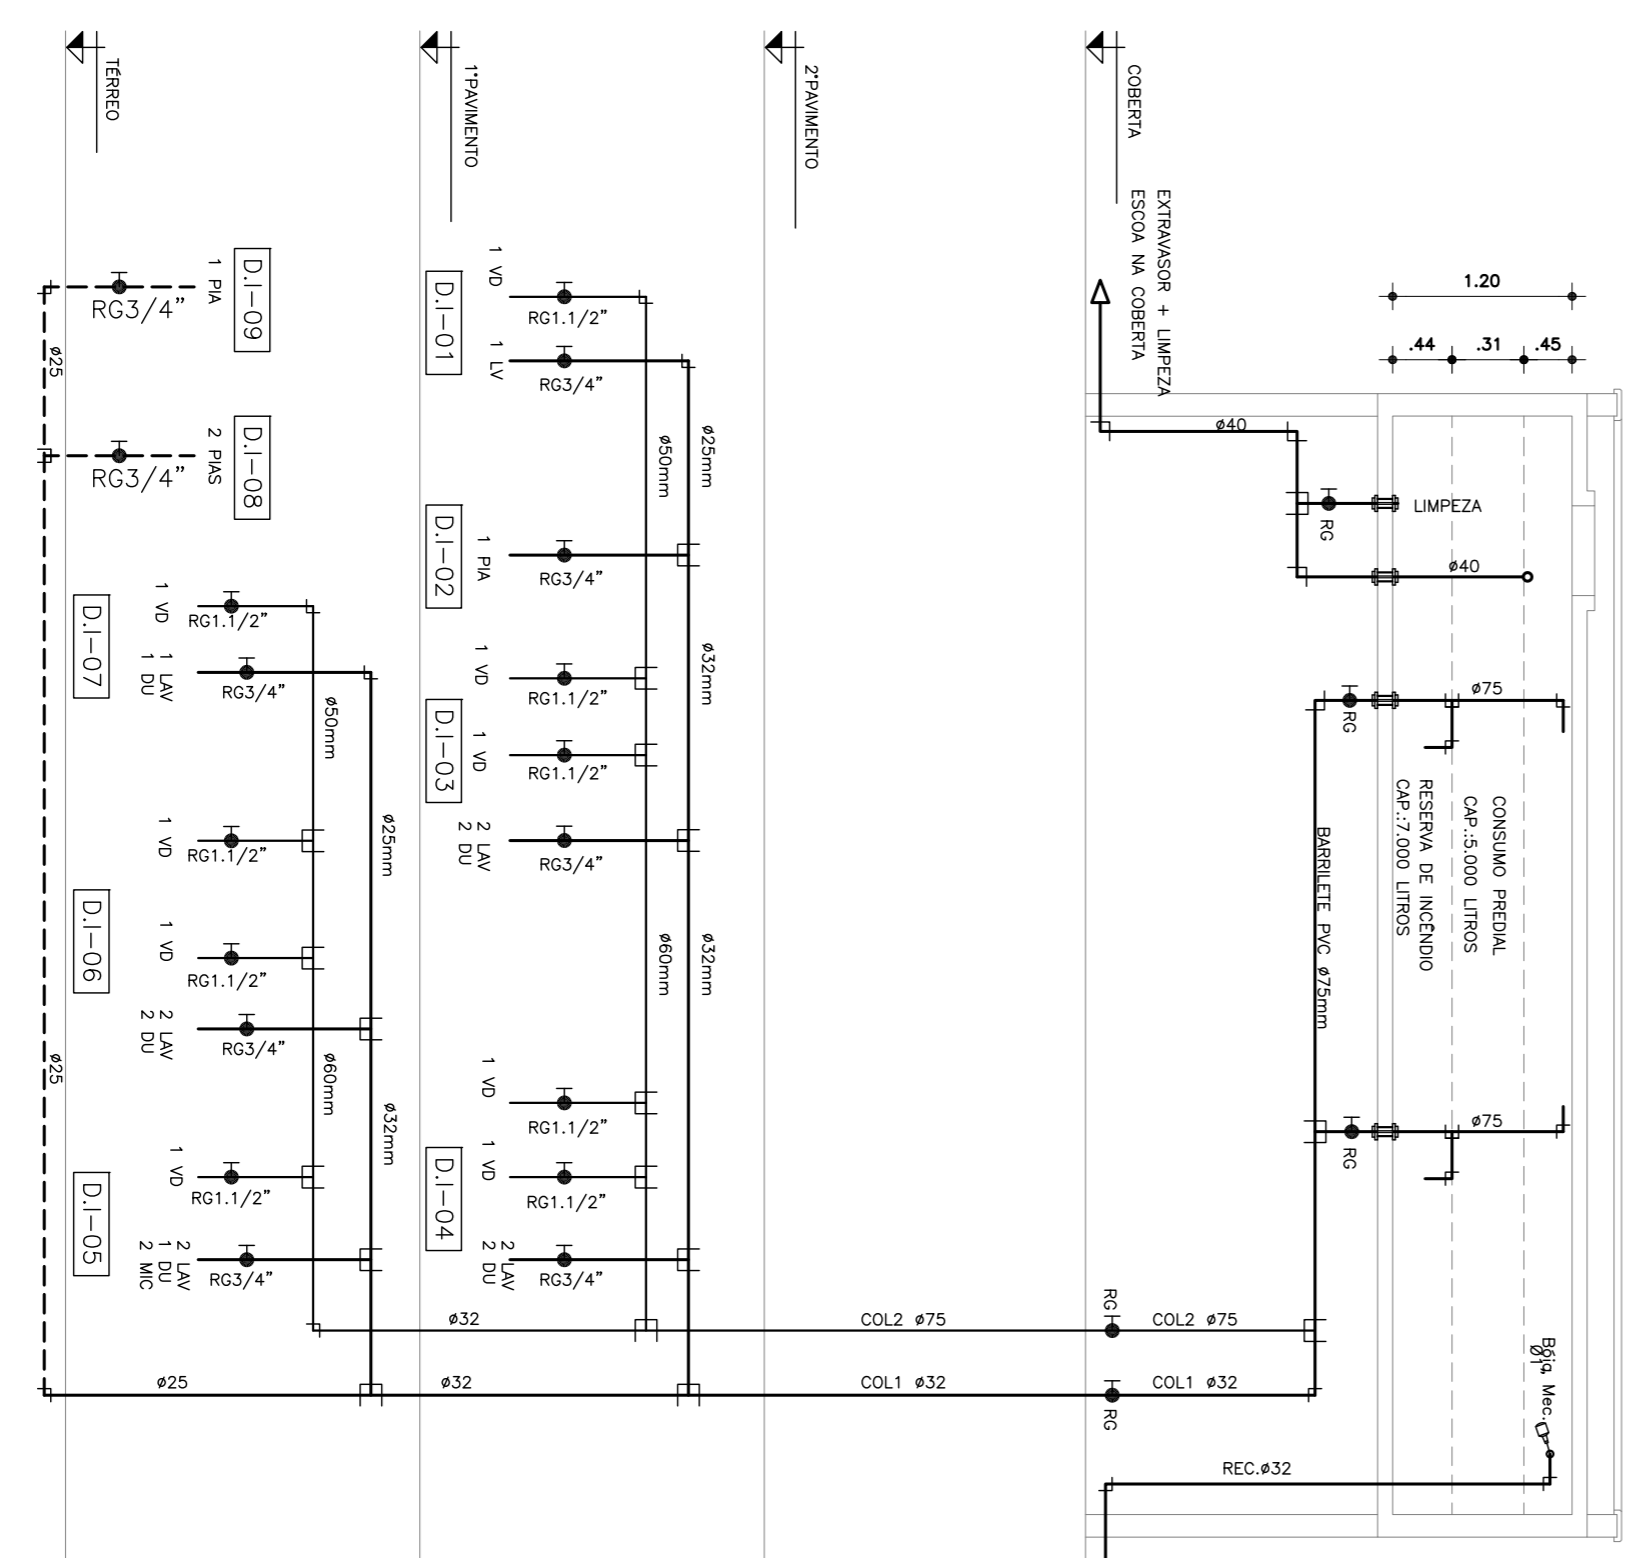 TÉRREO
1°PAVIMENTO
2°PAVIMENTO
COBERTA
EXTRAVASOR + LIMPEZA
ESCOA NA COBERTA
1.20
.44
.31
.45
ø40
RG
LIMPEZA
ø40
ø75
RG
CONSUMO PREDIAL
CAP.:5.000 LITROS
RESERVA DE INCÊNDIO
CAP.:7.000 LITROS
BARRILETE PVC ø75mm
ø75
RG
Bóia Mec.
Ø1"
REC.ø32
RG
COL2 ø75
COL2 ø75
COL1 ø32
COL1 ø32
RG
ø32
ø32
ø25
D.I-01
1 VD
RG1.1/2"
1 LV
RG3/4"
ø50mm
ø25mm
D.I-02
1 PIA
RG3/4"
ø32mm
1 VD
RG1.1/2"
D.I-03
1 VD
RG1.1/2"
2 LAV
2 DU
RG3/4"
ø60mm
ø32mm
1 VD
RG1.1/2"
D.I-04
1 VD
RG1.1/2"
2 LAV
2 DU
RG3/4"
D.I-09
1 PIA
RG3/4"
ø25
D.I-08
2 PIAS
RG3/4"
D.I-07
1 VD
RG1.1/2"
1 LAV
1 DU
RG3/4"
ø50mm
ø25mm
1 VD
RG1.1/2"
D.I-06
1 VD
RG1.1/2"
2 LAV
2 DU
RG3/4"
ø25
ø60mm
ø32mm
D.I-05
1 VD
RG1.1/2"
2 LAV
1 DU
2 MIC
RG3/4"